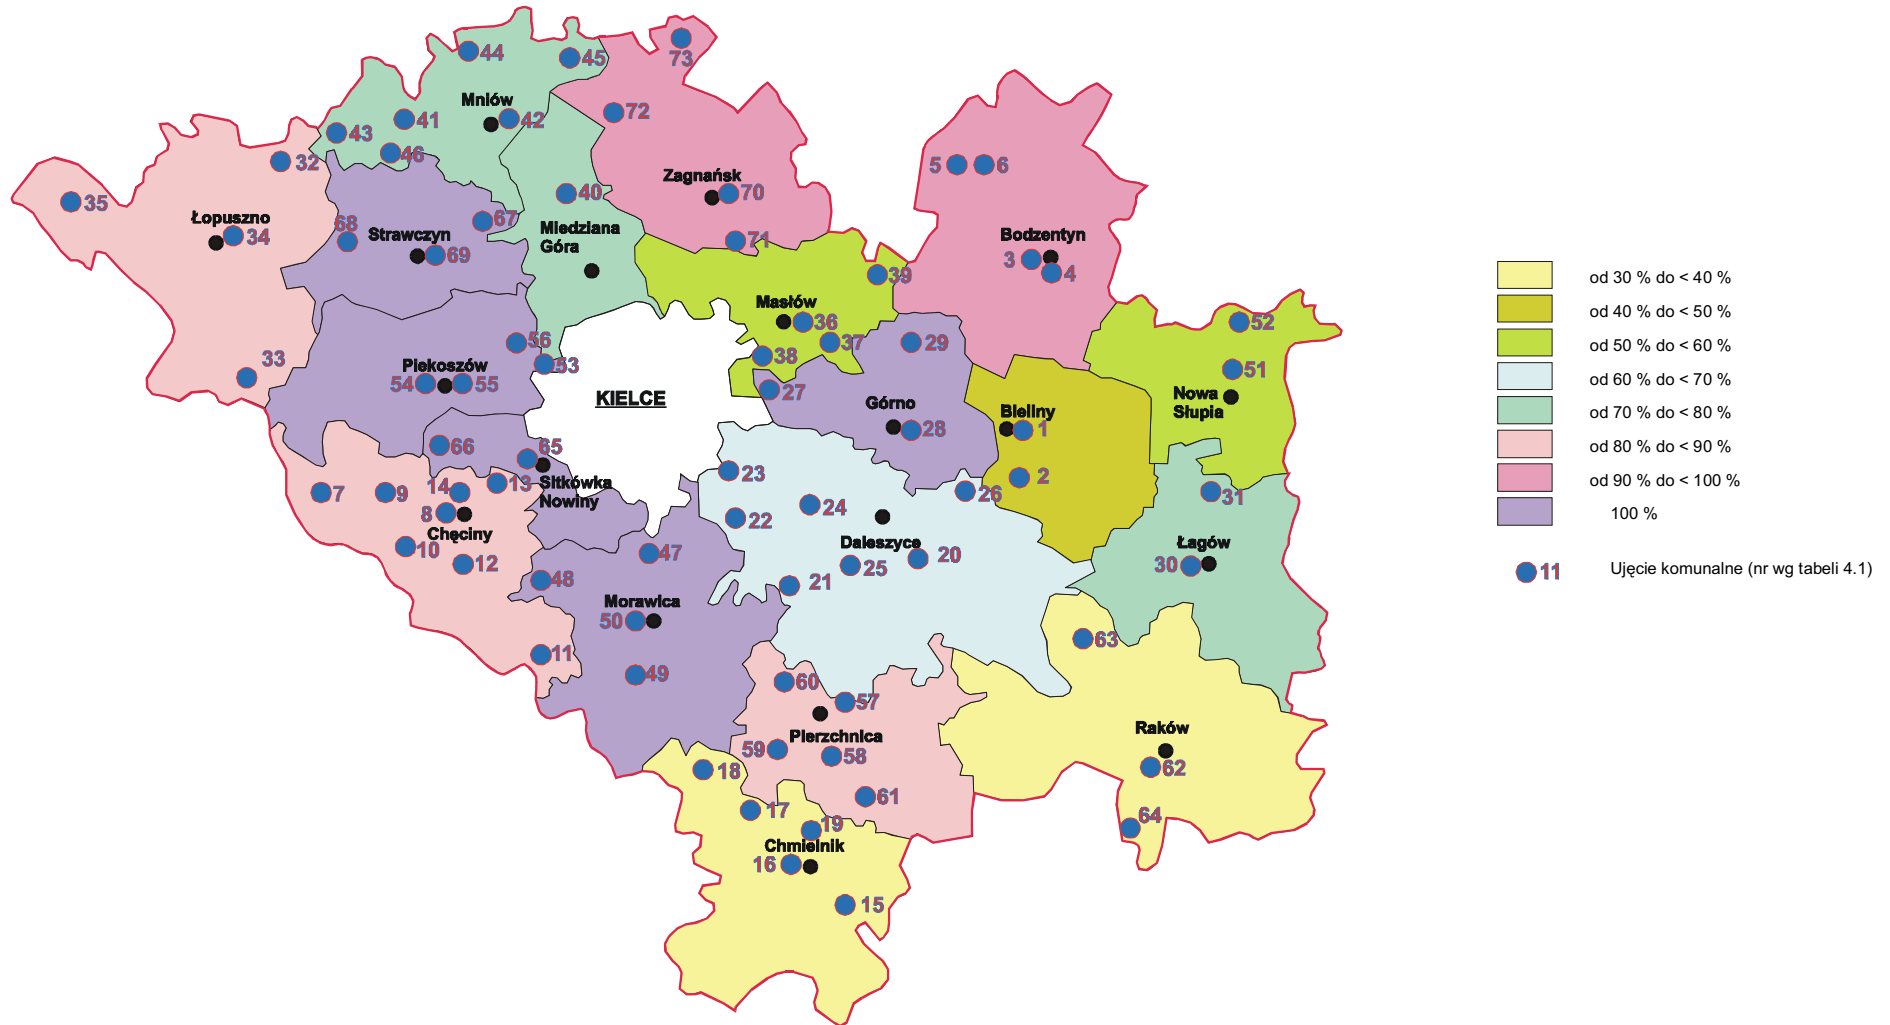 44
45
73
Mniów
41
42
72
43
46
32
5
6
35
Zagnańsk
70
40
Łopuszno
34
68
67
Strawczyn
69
Miedziana
Góra
71
Bodzentyn
3
4
39
Masłów
36
37
38
29
52
51
56
53
33
Piekoszów
54
55
KIELCE
27
Górno
28
Bieliny
1
2
Nowa
Słupia
66
65
Sitkówka
Nowiny
23
26
31
7
9
14
13
8
Chęciny
24
22
10
12
47
Daleszyce
20
25
21
Łagów
30
48
Morawica
50
63
11
49
60
57
Pierzchnica
59
58
Raków
62
18
17
61
64
19
Chmielnik
16
15
od 30 % do < 40 %
od 40 % do < 50 %
od 50 % do < 60 %
od 60 % do < 70 %
od 70 % do < 80 %
od 80 % do < 90 %
od 90 % do < 100 %
100 %
11 Ujęcie komunalne (nr wg tabeli 4.1)